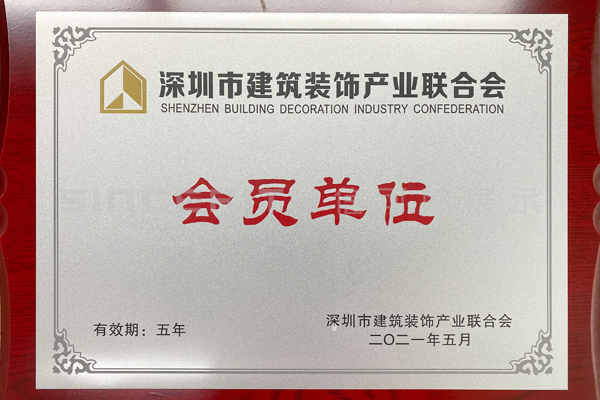 深圳市建筑装饰产业联合会
SHENZHEN BUILDING DECORATION INDUSTRY CONFEDERATION
会员单位
有效期：五年
深圳市建筑装饰产业联合会
二〇二一年五月